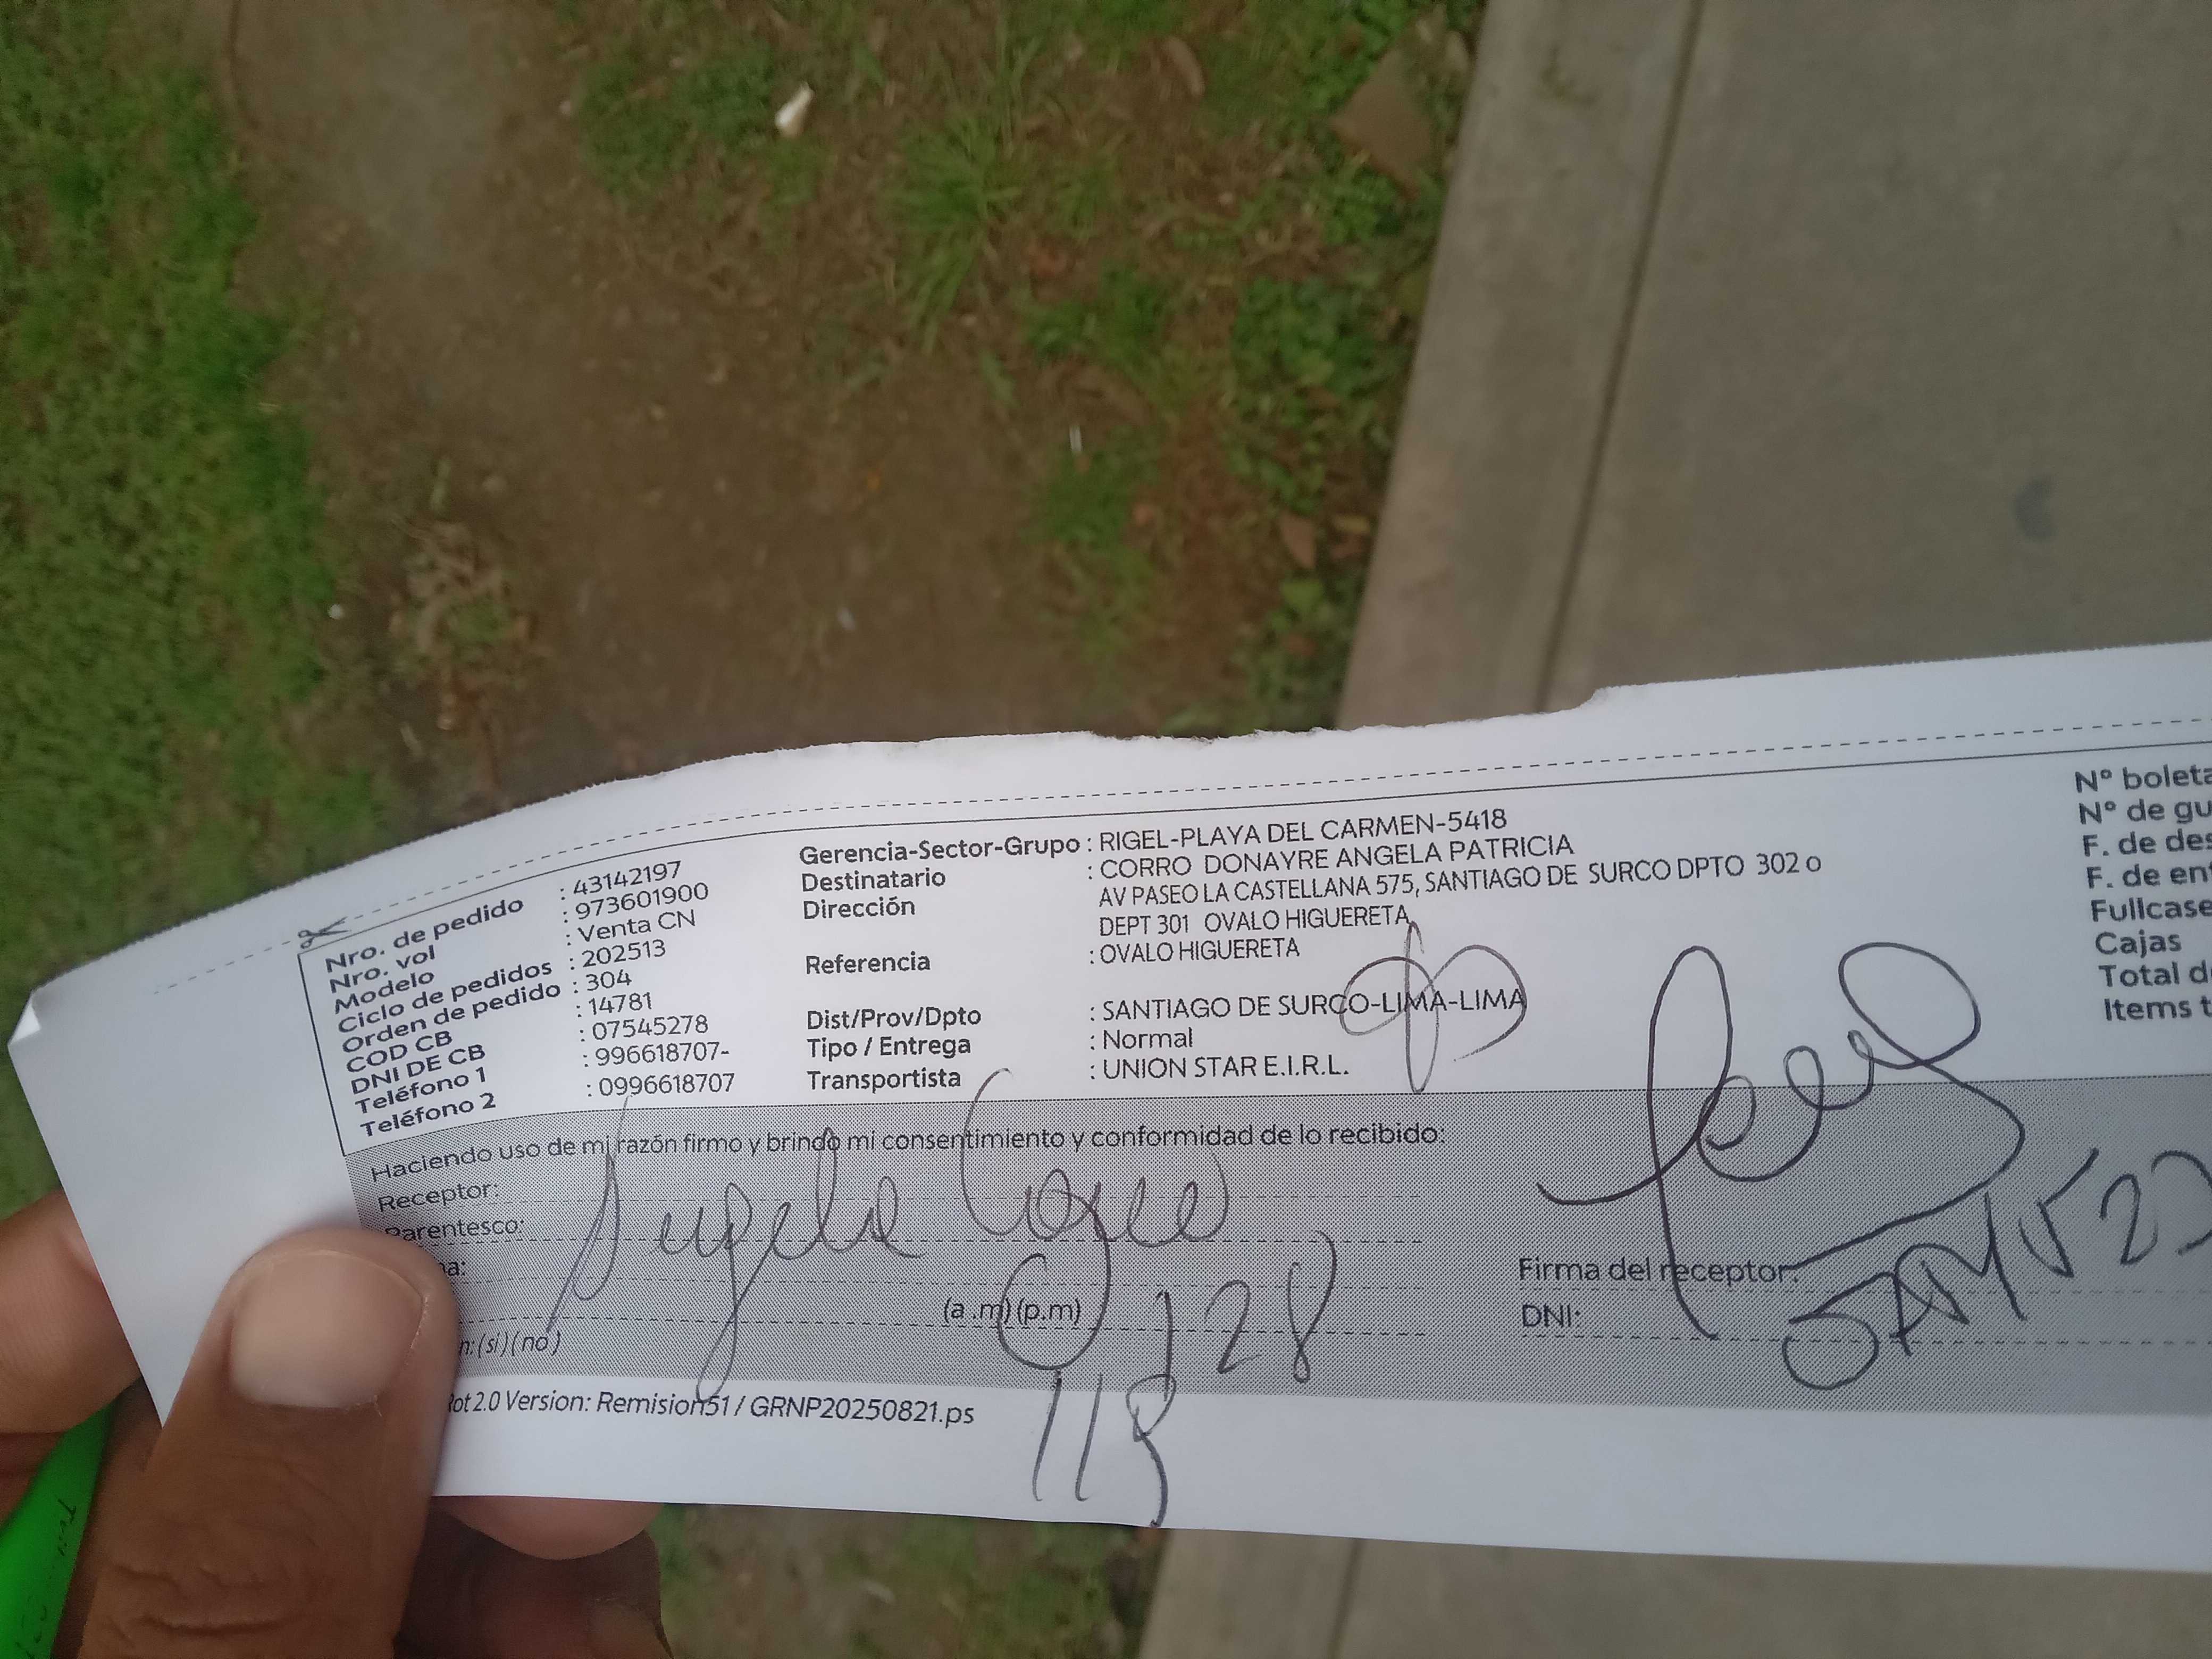 Nro. de pedido : 43142197
Nro. vol : 973601900
Modelo : Venta CN
Ciclo de pedidos : 202513
Orden de pedido : 304
COD CB : 14781
DNI DE CB : 07545278
Teléfono 1 : 996618707-
Teléfono 2 : 0996618707
Gerencia-Sector-Grupo : RIGEL-PLAYA DEL CARMEN-5418
Destinatario : CORRO DONAYRE ANGELA PATRICIA
Dirección AV PASEO LA CASTELLANA 575, SANTIAGO DE SURCO DPTO 302 o
DEPT 301 OVALO HIGUERETA
Referencia : OVALO HIGUERETA
Dist/Prov/Dpto : SANTIAGO DE SURCO-LIMA-LIMA
Tipo / Entrega : Normal
Transportista : UNION STAR E.I.R.L.
N° boleta
N° de gu
F. de des
F. de en
Fullcase
Cajas
Total d
Items t
Haciendo uso de mi razón firmo y brindo mi consentimiento y conformidad de lo recibido:
Receptor:
Parentesco:
Angela Corro
a:
(a.m) (p.m)
n: (si) (no)
Firma del receptor:
DNI:
Rot 2.0 Version: Remision51 / GRNP20250821.ps